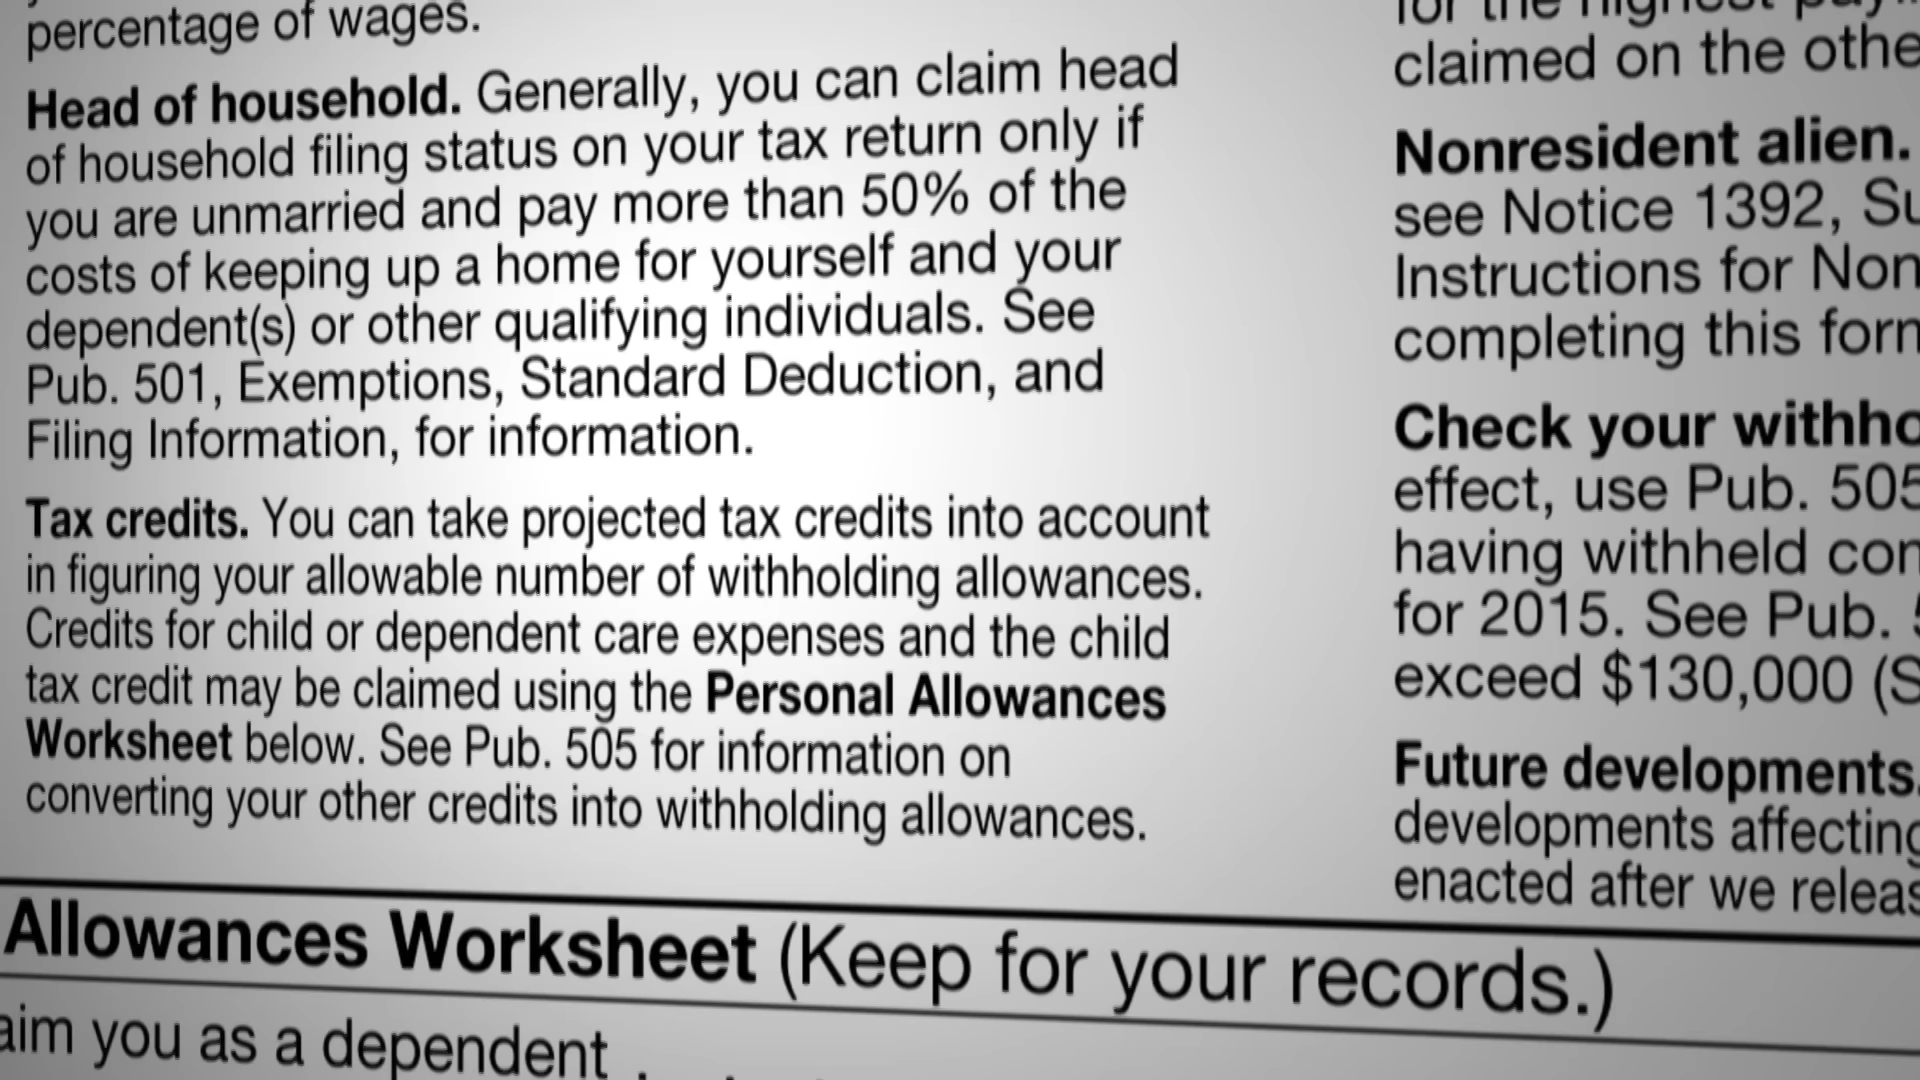 percentage of wages.
Head of household. Generally, you can claim head
of household filing status on your tax return only if
you are unmarried and pay more than 50% of the
costs of keeping up a home for yourself and your
dependent(s) or other qualifying individuals. See
Pub. 501, Exemptions, Standard Deduction, and
Filing Information, for information.
Tax credits. You can take projected tax credits into account
in figuring your allowable number of withholding allowances.
Credits for child or dependent care expenses and the child
tax credit may be claimed using the Personal Allowances
Worksheet below. See Pub. 505 for information on
converting your other credits into withholding allowances.
for the highest
claimed on the
Nonresident alien.
see Notice 1392,
Instructions for
completing this
Check your
effect, use Pub. 505
having withheld
for 2015. See Pub.
exceed $130,000
Future developments.
developments affecting
enacted after we
Allowances Worksheet (Keep for your records.)
you as a dependent